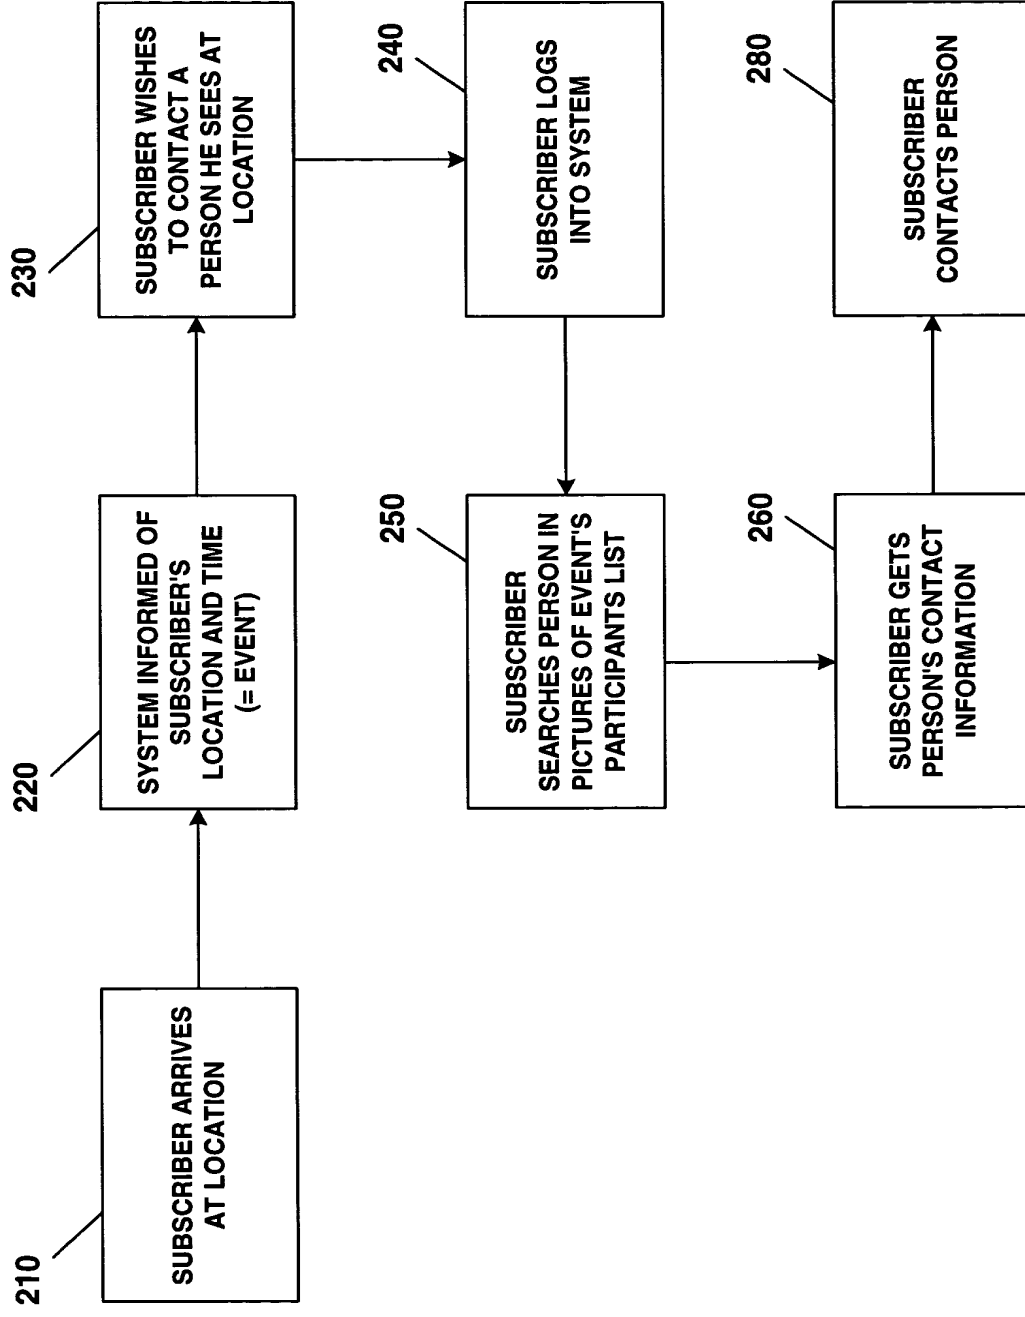 210
SUBSCRIBER ARRIVES
AT LOCATION
220
SYSTEM INFORMED OF
SUBSCRIBER'S
LOCATION AND TIME
(= EVENT)
230
SUBSCRIBER WISHES
TO CONTACT A
PERSON HE SEES AT
LOCATION
240
SUBSCRIBER LOGS
INTO SYSTEM
250
SUBSCRIBER
SEARCHES PERSON IN
PICTURES OF EVENT'S
PARTICIPANTS LIST
260
SUBSCRIBER GETS
PERSON'S CONTACT
INFORMATION
280
SUBSCRIBER
CONTACTS PERSON